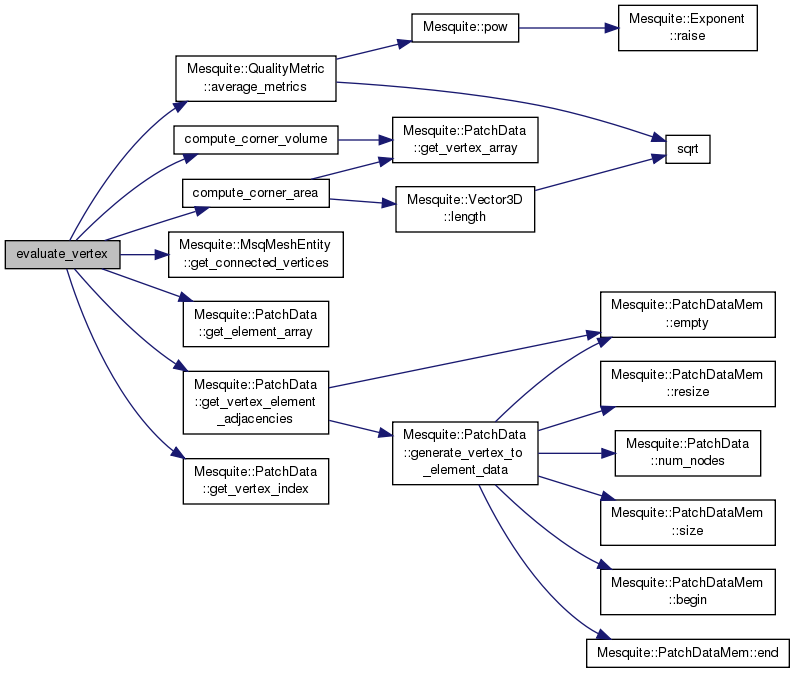 Mesquite::pow
Mesquite::Exponent
::raise
Mesquite::QualityMetric
::average_metrics
compute_corner_volume
Mesquite::PatchData
::get_vertex_array
sqrt
compute_corner_area
Mesquite::Vector3D
::length
evaluate_vertex
Mesquite::MsqMeshEntity
::get_connected_vertices
Mesquite::PatchData
::get_element_array
Mesquite::PatchDataMem
::empty
Mesquite::PatchData
::get_vertex_element
_adjacencies
Mesquite::PatchDataMem
::resize
Mesquite::PatchData
::generate_vertex_to
_element_data
Mesquite::PatchData
::num_nodes
Mesquite::PatchData
::get_vertex_index
Mesquite::PatchDataMem
::size
Mesquite::PatchDataMem
::begin
Mesquite::PatchDataMem::end